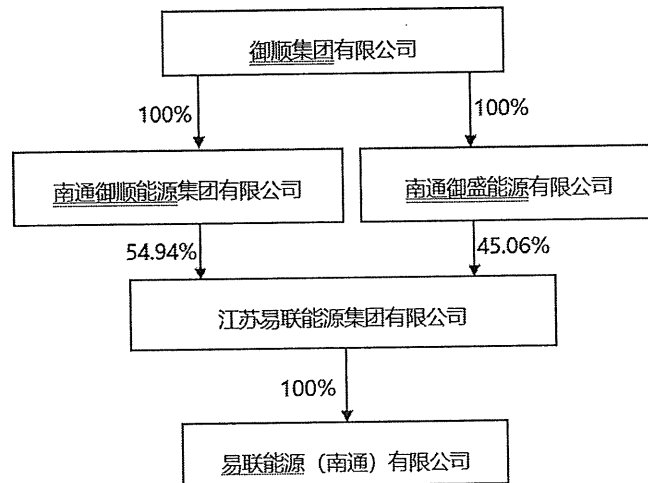 御顺集团有限公司
100%
100%
南通御顺能源集团有限公司
南通御盛能源有限公司
54.94%
45.06%
江苏易联能源集团有限公司
100%
易联能源（南通）有限公司